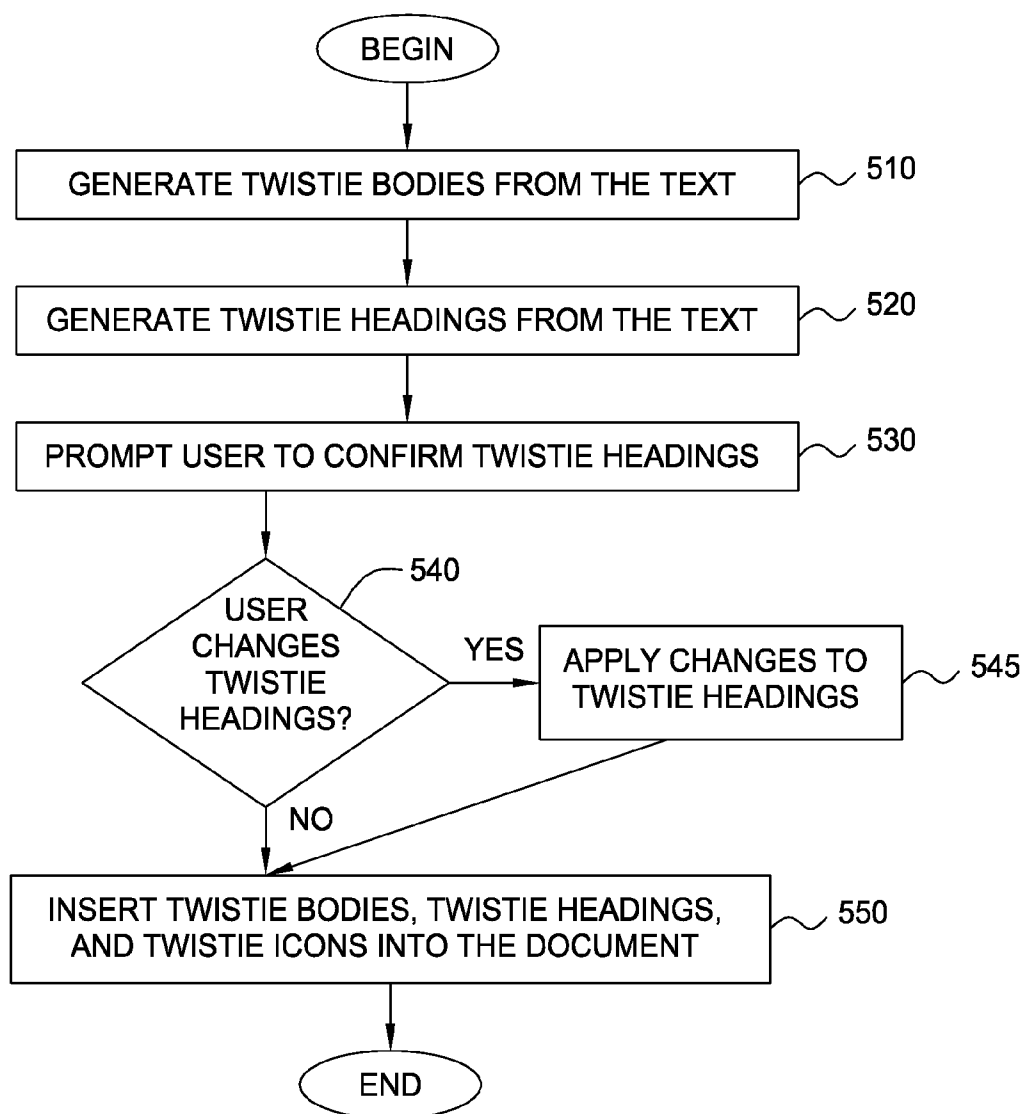 BEGIN
GENERATE TWISTIE BODIES FROM THE TEXT
510
GENERATE TWISTIE HEADINGS FROM THE TEXT
520
PROMPT USER TO CONFIRM TWISTIE HEADINGS
530
540
USER
CHANGES
TWISTIE
HEADINGS?
YES
APPLY CHANGES TO
TWISTIE HEADINGS
545
NO
INSERT TWISTIE BODIES, TWISTIE HEADINGS,
AND TWISTIE ICONS INTO THE DOCUMENT
550
END